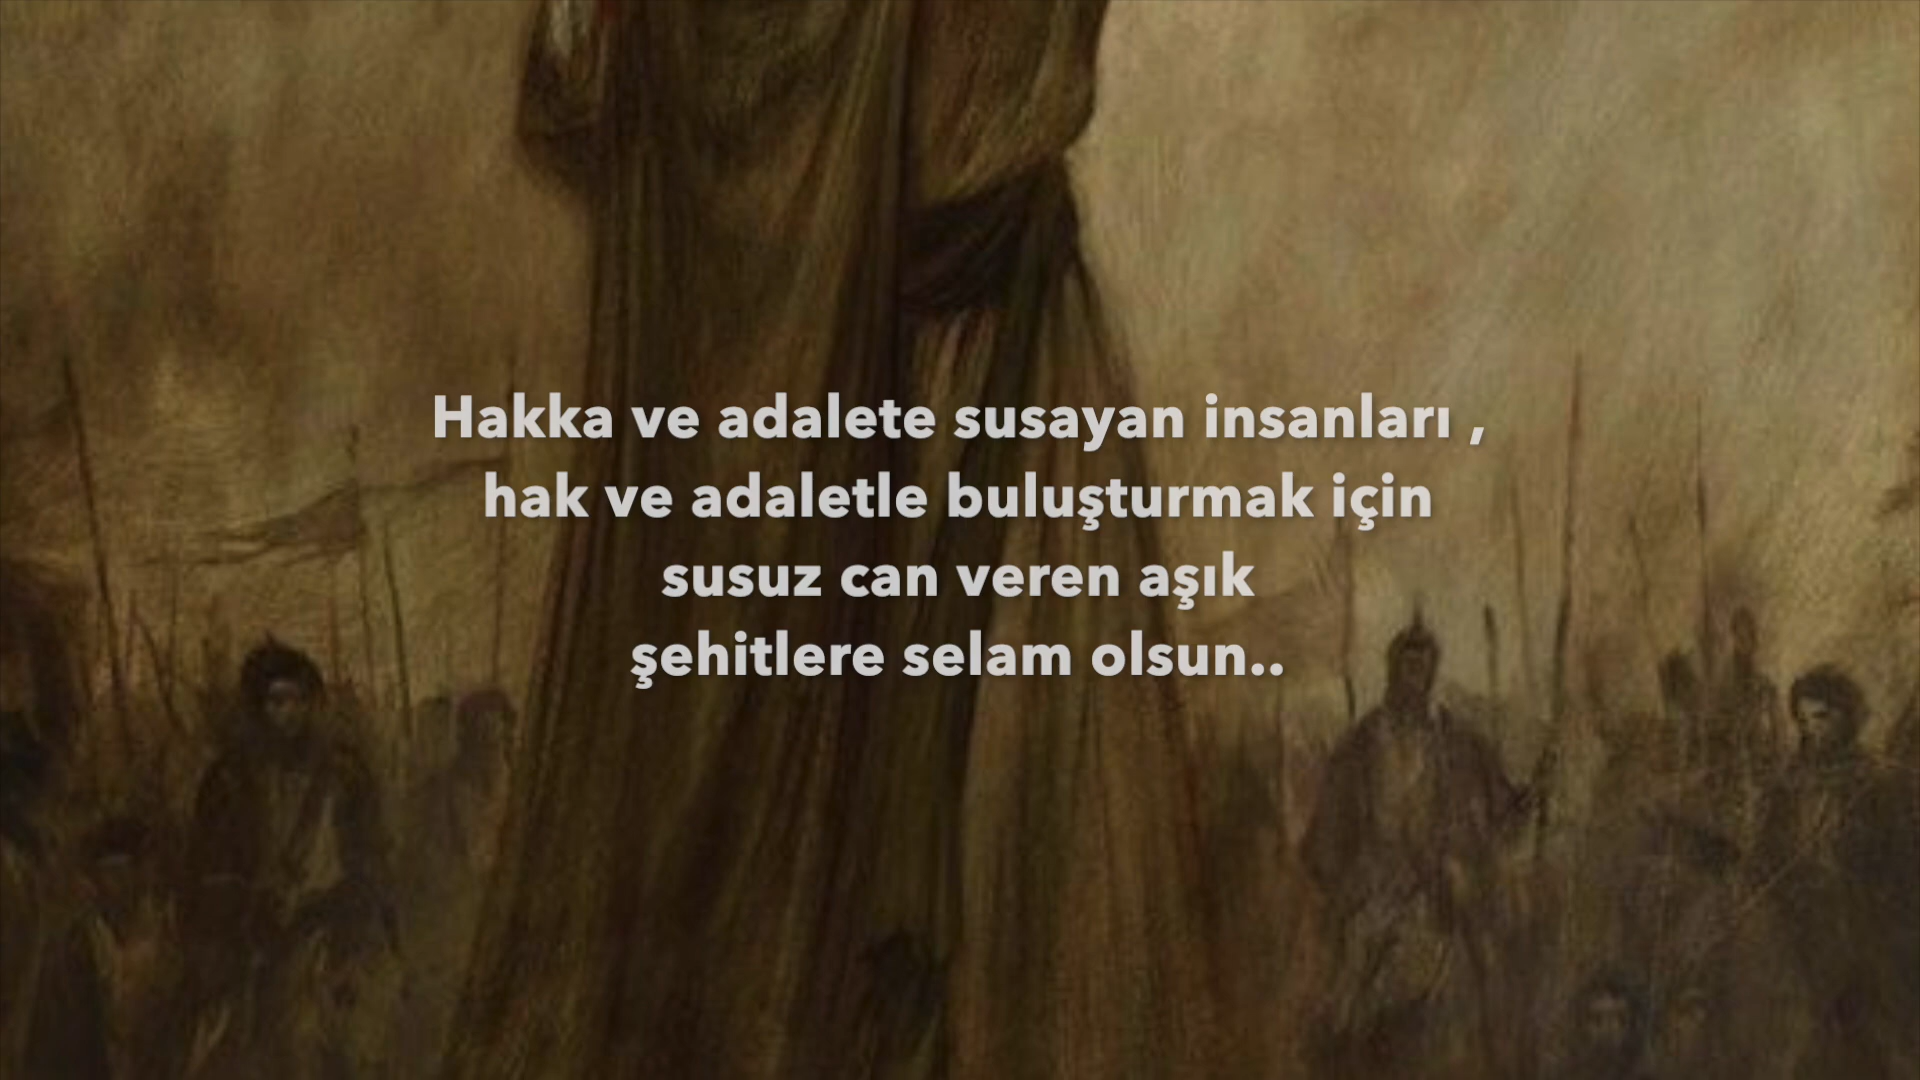 Hakka ve adalete susayan insanları ,
hak ve adaletle buluşturmak için
susuz can veren aşık
şehitlere selam olsun..